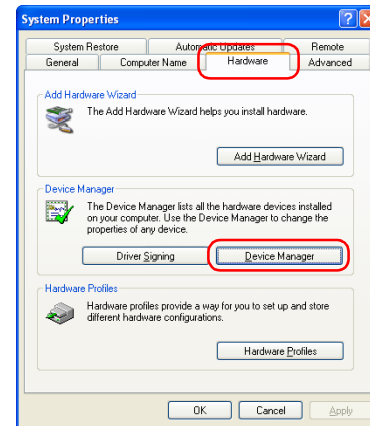 System Properties
System Restore Automatic Updates Remote
General Computer Name Hardware Advanced
Add Hardware Wizard
The Add Hardware Wizard helps you install hardware.
Add Hardware Wizard
Device Manager
The Device Manager lists all the hardware devices installed
on your computer. Use the Device Manager to change the
properties of any device.
Driver Signing Device Manager
Hardware Profiles
Hardware profiles provide a way for you to set up and store
different hardware configurations.
Hardware Profiles
OK Cancel Apply